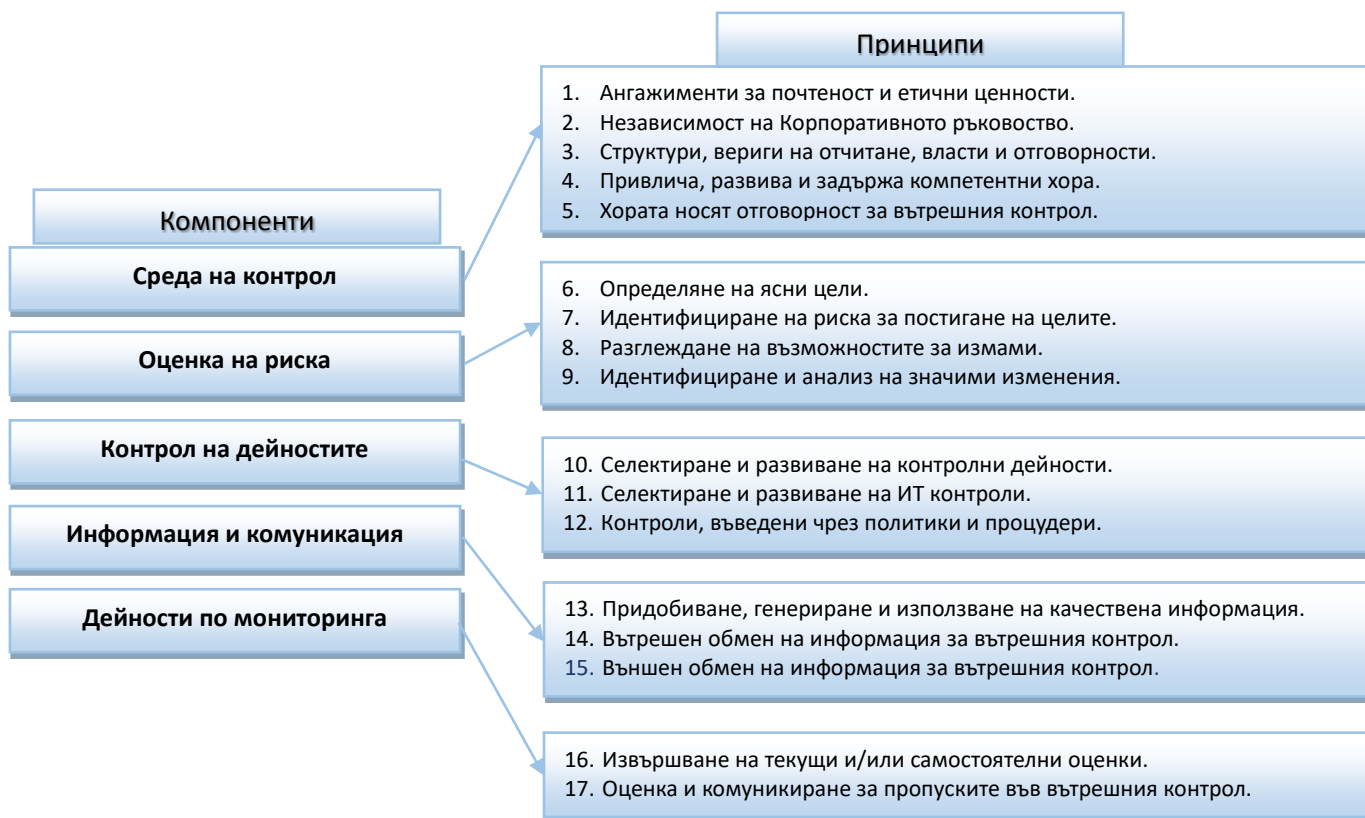 Принципи
1. Ангажименти за почтеност и етични ценности.
2. Независимост на Корпоративното ръковоство.
3. Структури, вериги на отчитане, власти и отговорности.
4. Привлича, развива и задържа компетентни хора.
5. Хората носят отговорност за вътрешния контрол.
Компоненти
Среда на контрол
Оценка на риска
Контрол на дейностите
Информация и комуникация
Дейности по мониторинга
6. Определяне на ясни цели.
7. Идентифициране на риска за постигане на целите.
8. Разглеждане на възможностите за измами.
9. Идентифициране и анализ на значими изменения.
10. Селектиране и развиване на контролни дейности.
11. Селектиране и развиване на ИТ контроли.
12. Контроли, въведени чрез политики и процудери.
13. Придобиване, генериране и използване на качествена информация.
14. Вътрешен обмен на информация за вътрешния контрол.
15. Външен обмен на информация за вътрешния контрол.
16. Извършване на текущи и/или самостоятелни оценки.
17. Оценка и комуникиране за пропуските във вътрешния контрол.